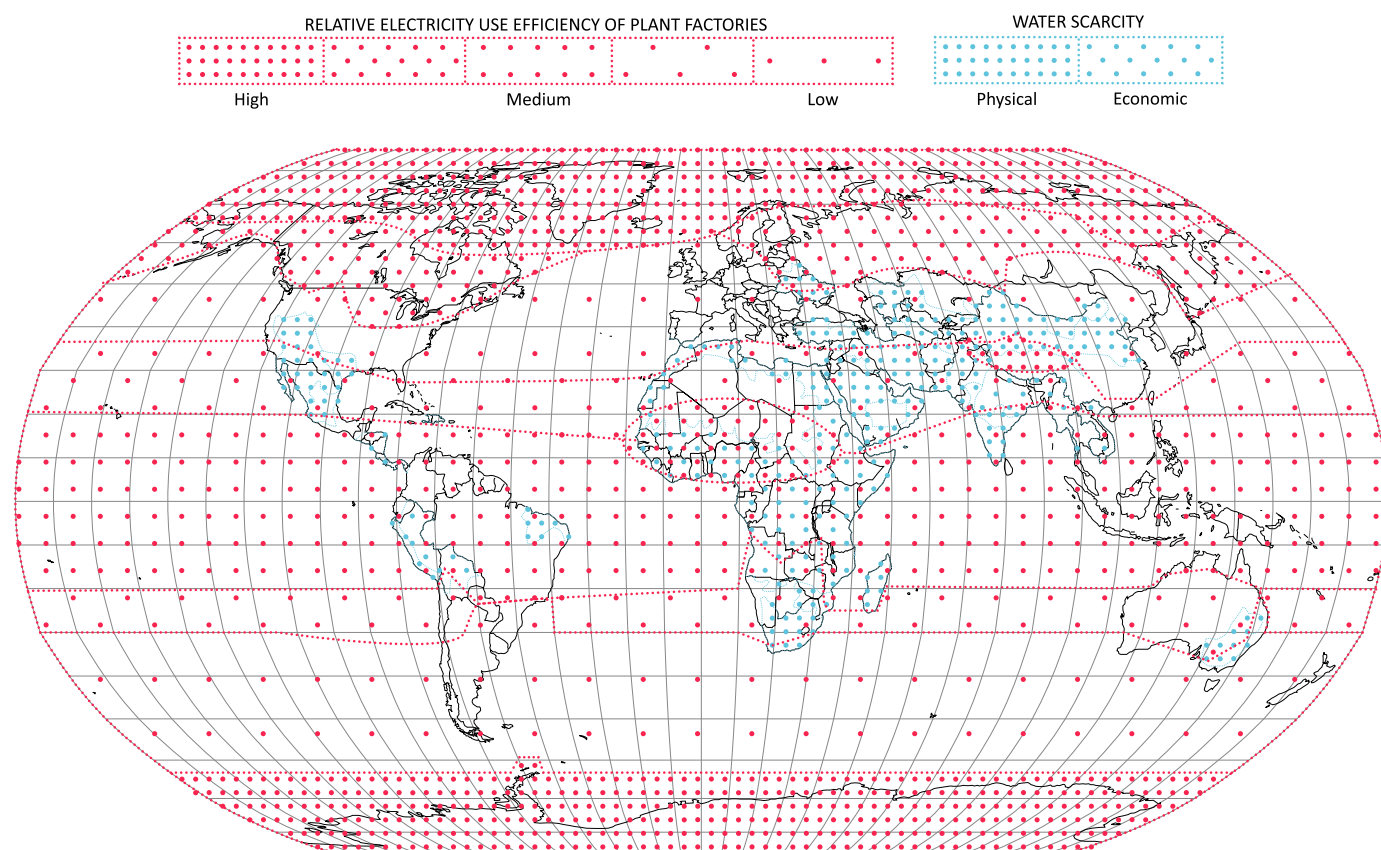 RELATIVE ELECTRICITY USE EFFICIENCY OF PLANT FACTORIES
High
Medium
Low
WATER SCARCITY
Physical
Economic